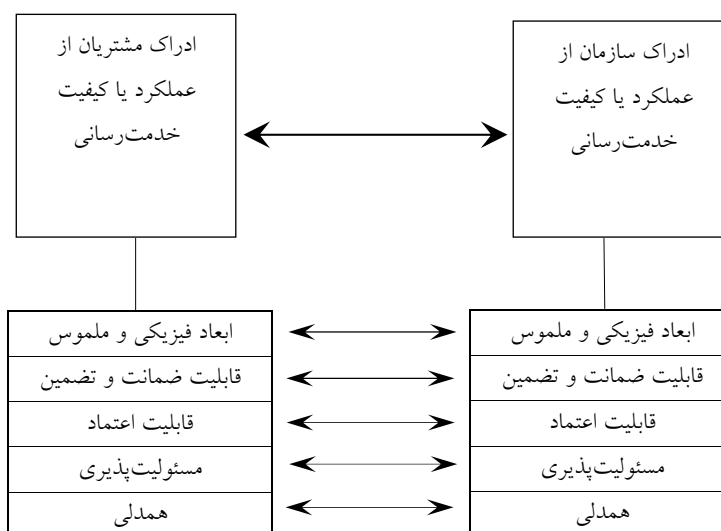 ادراک سازمان از
عملکرد یا کیفیت
خدمت‌رسانی
ادراک مشتریان از
عملکرد یا کیفیت
خدمت‌رسانی
ابعاد فیزیکی و ملموس
قابلیت ضمانت و تضمین
قابلیت اعتماد
مسئولیت‌پذیری
همدلی
ابعاد فیزیکی و ملموس
قابلیت ضمانت و تضمین
قابلیت اعتماد
مسئولیت‌پذیری
همدلی